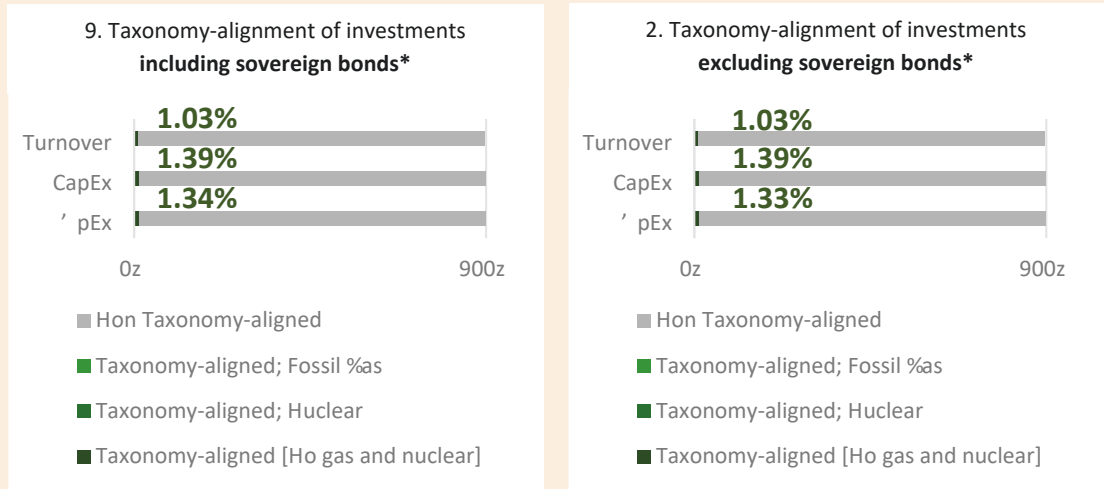 9. Taxonomy-alignment of investments
including sovereign bonds*
1.03%
Turnover
1.39%
CapEx
1.34%
’ pEx
0z
900z
Hon Taxonomy-aligned
Taxonomy-aligned; Fossil %as
Taxonomy-aligned; Huclear
Taxonomy-aligned [Ho gas and nuclear]
2. Taxonomy-alignment of investments
excluding sovereign bonds*
1.03%
Turnover
1.39%
CapEx
1.33%
’ pEx
0z
900z
Hon Taxonomy-aligned
Taxonomy-aligned; Fossil %as
Taxonomy-aligned; Huclear
Taxonomy-aligned [Ho gas and nuclear]